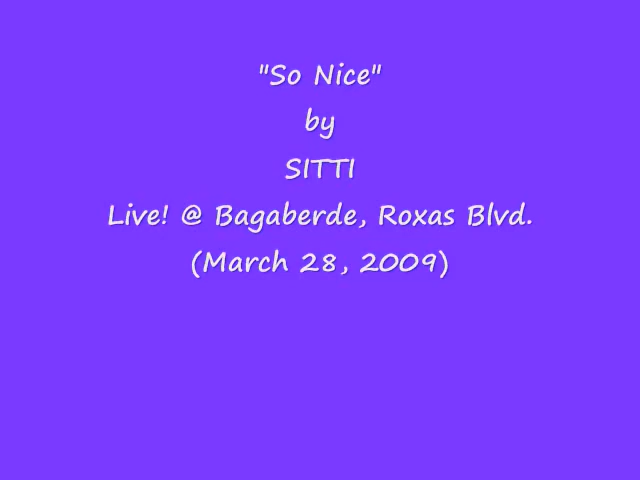 "So Nice"
by
SITTI
Live! @ Bagaberde, Roxas Blvd.
(March 28, 2009)